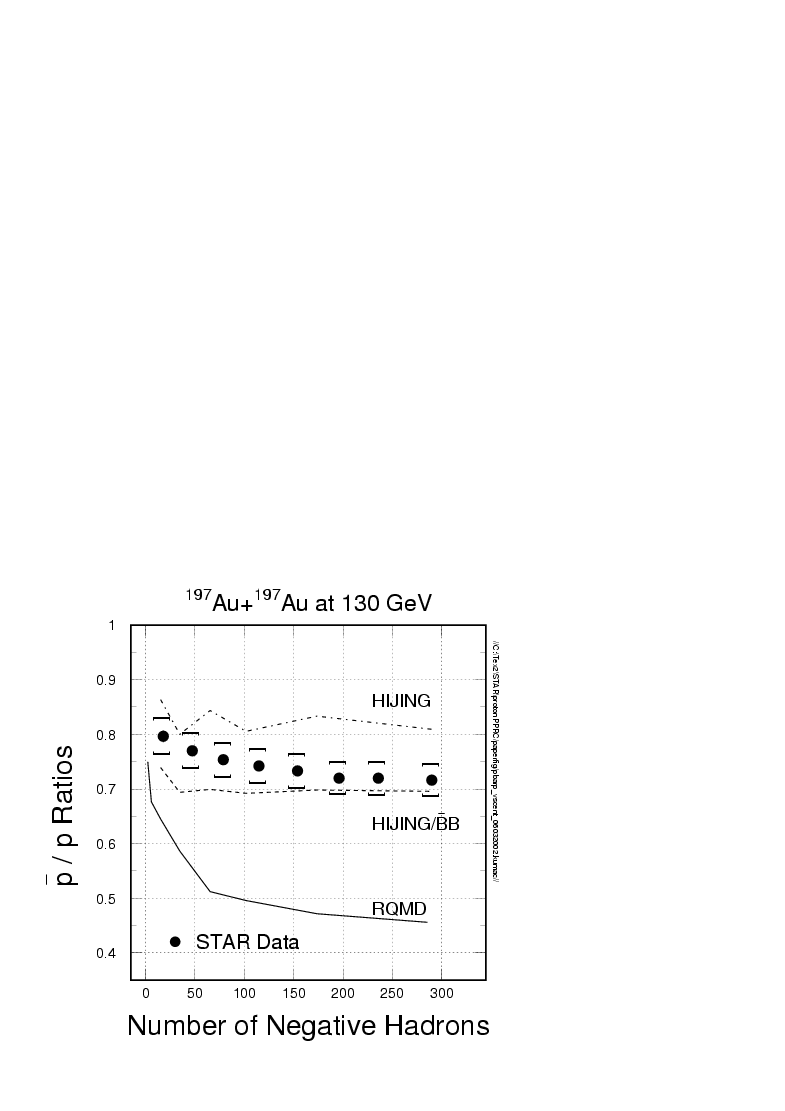 ¹⁹⁷Au+¹⁹⁷Au at 130 GeV
1
0.9
0.8
0.7
0.6
0.5
0.4
p̄ / p Ratios
HIJING
HIJING/B̄B
RQMD
STAR Data
0 50 100 150 200 250 300
Number of Negative Hadrons